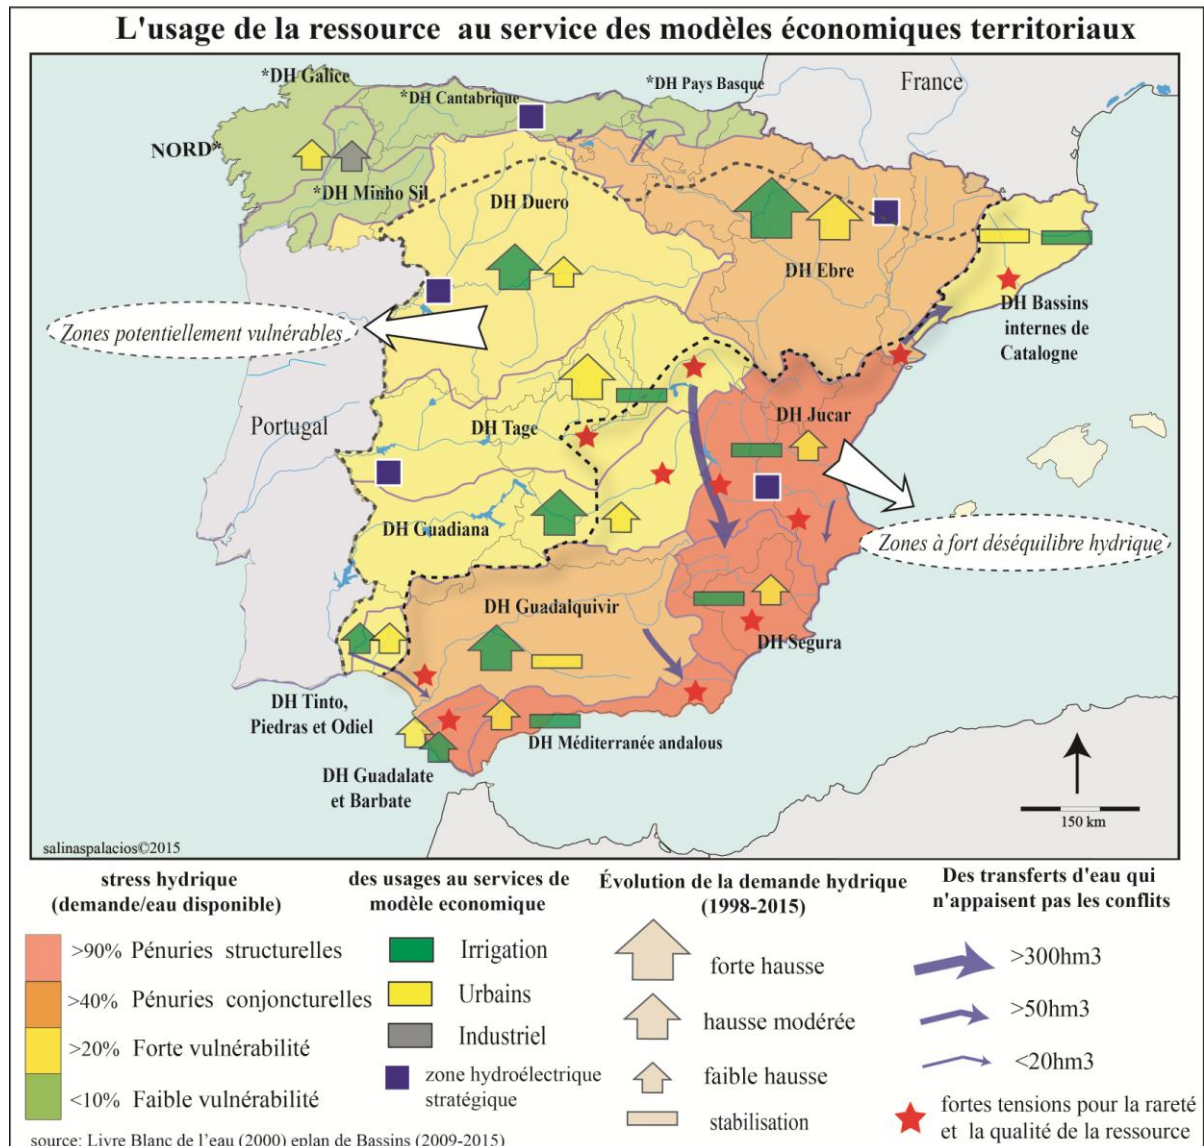 L'usage de la ressource au service des modèles économiques territoriaux
*DH Galice
*DH Cantabrique
*DH Pays Basque
France
NORD*
*DH Minho Sil
DH Duero
DH Ebre
DH Bassins
internes de
Catalogne
Zones potentiellement vulnérables
Portugal
DH Tage
DH Jucar
DH Guadiana
Zones à fort déséquilibre hydrique
DH Guadalquivir
DH Segura
DH Tinto,
Piedras et Odiel
DH Méditerranée andalous
DH Guadalate
et Barbate
150 km
salinaspalacios©2015
stress hydrique
(demande/eau disponible)
>90% Pénuries structurelles
>40% Pénuries conjoncturelles
>20% Forte vulnérabilité
<10% Faible vulnérabilité
des usages au services de
modèle economique
Irrigation
Urbains
Industriel
zone hydroélectrique
stratégique
Évolution de la demande hydrique
(1998-2015)
forte hausse
hausse modérée
faible hausse
stabilisation
Des transferts d'eau qui
n'appaisent pas les conflits
>300hm3
>50hm3
<20hm3
fortes tensions pour la rareté
et la qualité de la ressource
source: Livre Blanc de l'eau (2000) eplan de Bassins (2009-2015)